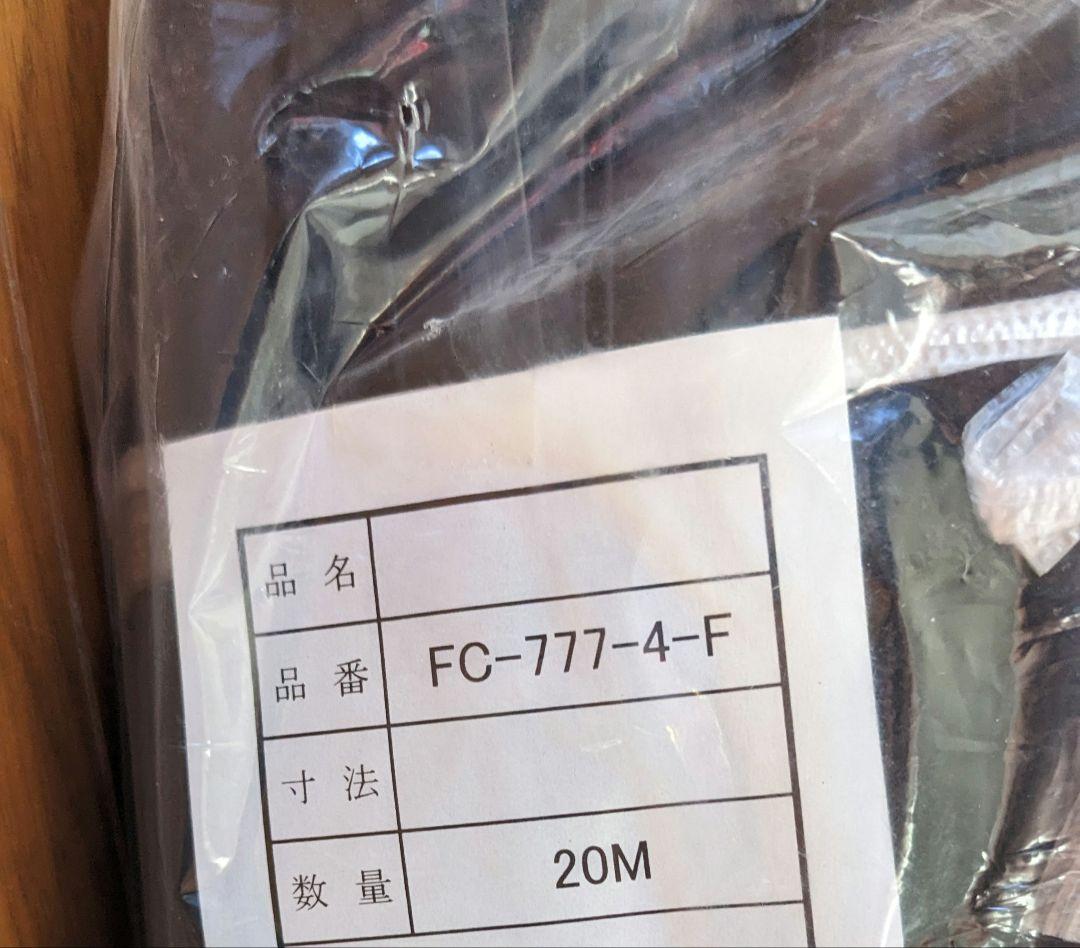 品 名
品 番 FC-777-4-F
寸 法
数 量 20M